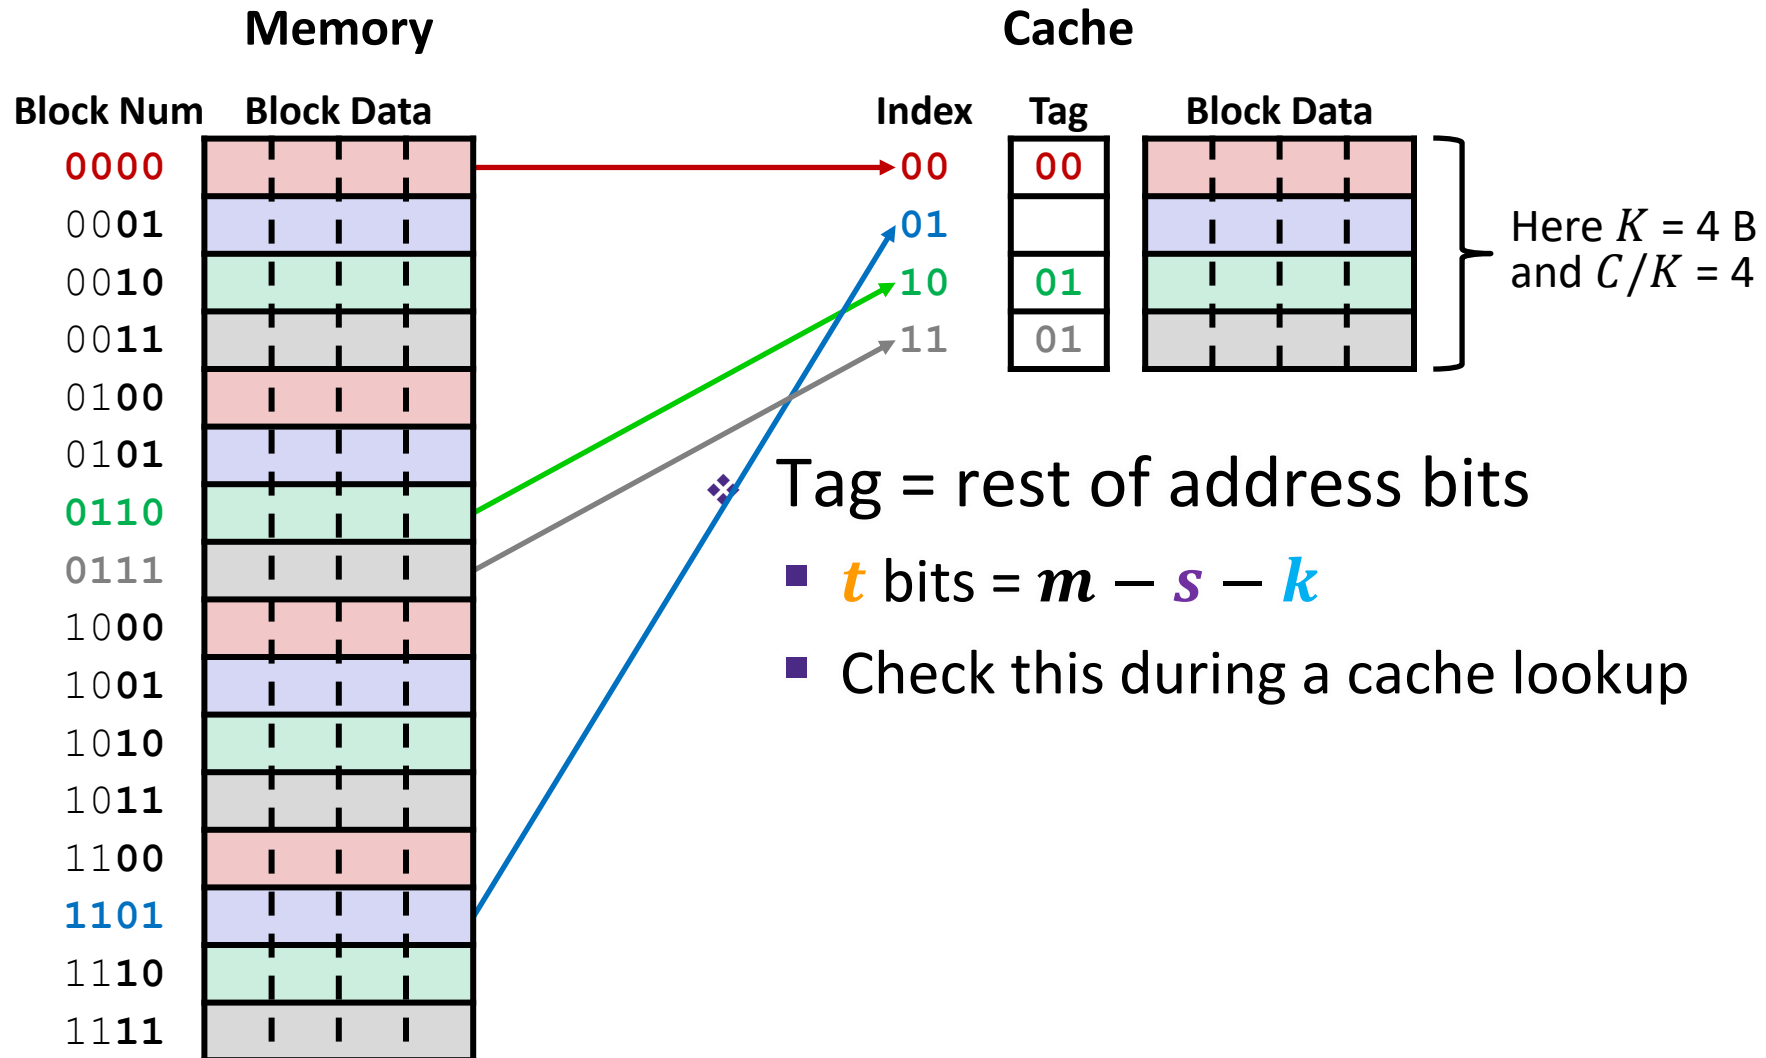 Memory Cache
Block Num Block Data Index Tag Block Data
0000 00 00
0001 01
0010 10 01
0011 11 01
Here K = 4 B
and C/K = 4
0100
0101
0110
0111
1000
1001
1010
1011
1100
1101
1110
1111
❖ Tag = rest of address bits
▪ t bits = m − s − k
▪ Check this during a cache lookup